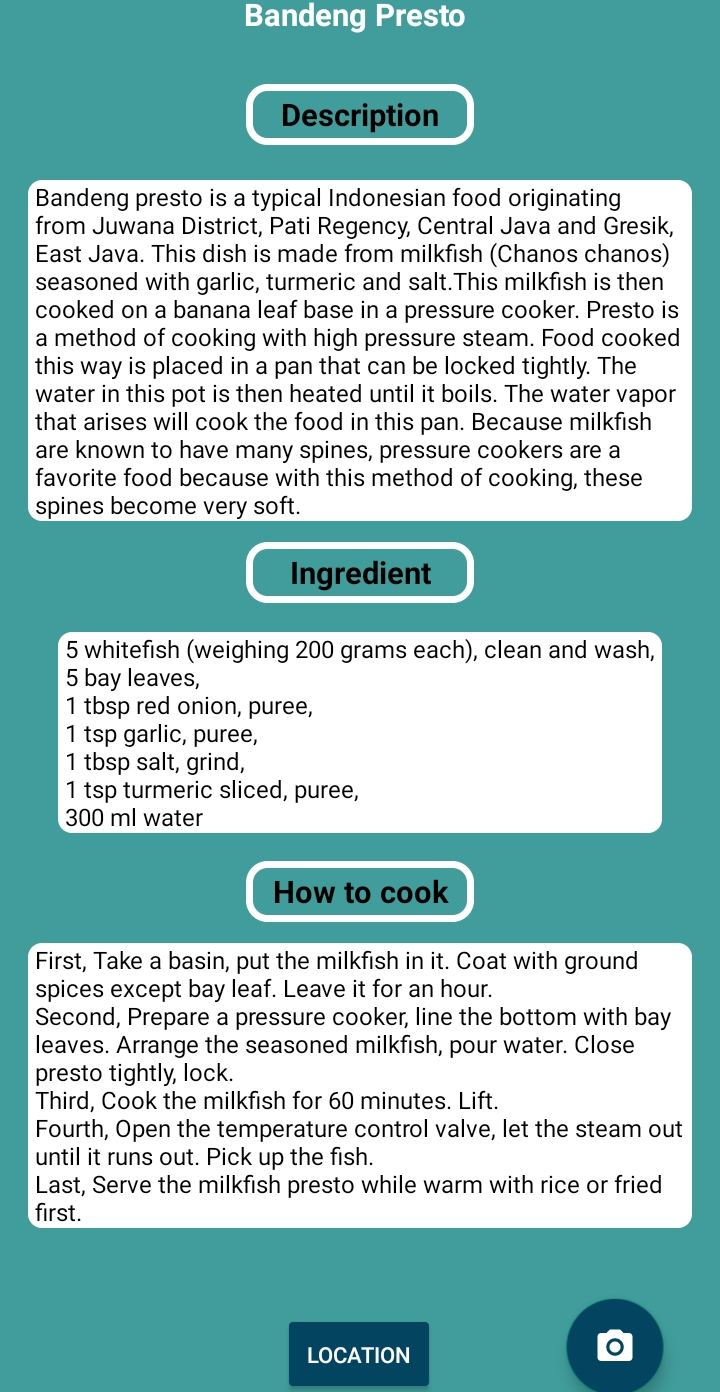 Bandeng Presto
Description
Bandeng presto is a typical Indonesian food originating
from Juwana District, Pati Regency, Central Java and Gresik,
East Java. This dish is made from milkfish (Chanos chanos)
seasoned with garlic, turmeric and salt.This milkfish is then
cooked on a banana leaf base in a pressure cooker. Presto is
a method of cooking with high pressure steam. Food cooked
this way is placed in a pan that can be locked tightly. The
water in this pot is then heated until it boils. The water vapor
that arises will cook the food in this pan. Because milkfish
are known to have many spines, pressure cookers are a
favorite food because with this method of cooking, these
spines become very soft.
Ingredient
5 whitefish (weighing 200 grams each), clean and wash,
5 bay leaves,
1 tbsp red onion, puree,
1 tsp garlic, puree,
1 tbsp salt, grind,
1 tsp turmeric sliced, puree,
300 ml water
How to cook
First, Take a basin, put the milkfish in it. Coat with ground
spices except bay leaf. Leave it for an hour.
Second, Prepare a pressure cooker, line the bottom with bay
leaves. Arrange the seasoned milkfish, pour water. Close
presto tightly, lock.
Third, Cook the milkfish for 60 minutes. Lift.
Fourth, Open the temperature control valve, let the steam out
until it runs out. Pick up the fish.
Last, Serve the milkfish presto while warm with rice or fried
first.
LOCATION